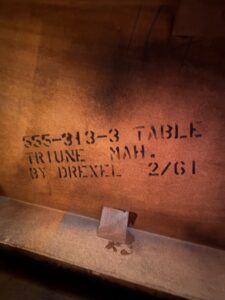 555-313-3 TABLE
TRIUNE MAH.
BY DREXEL 2/61